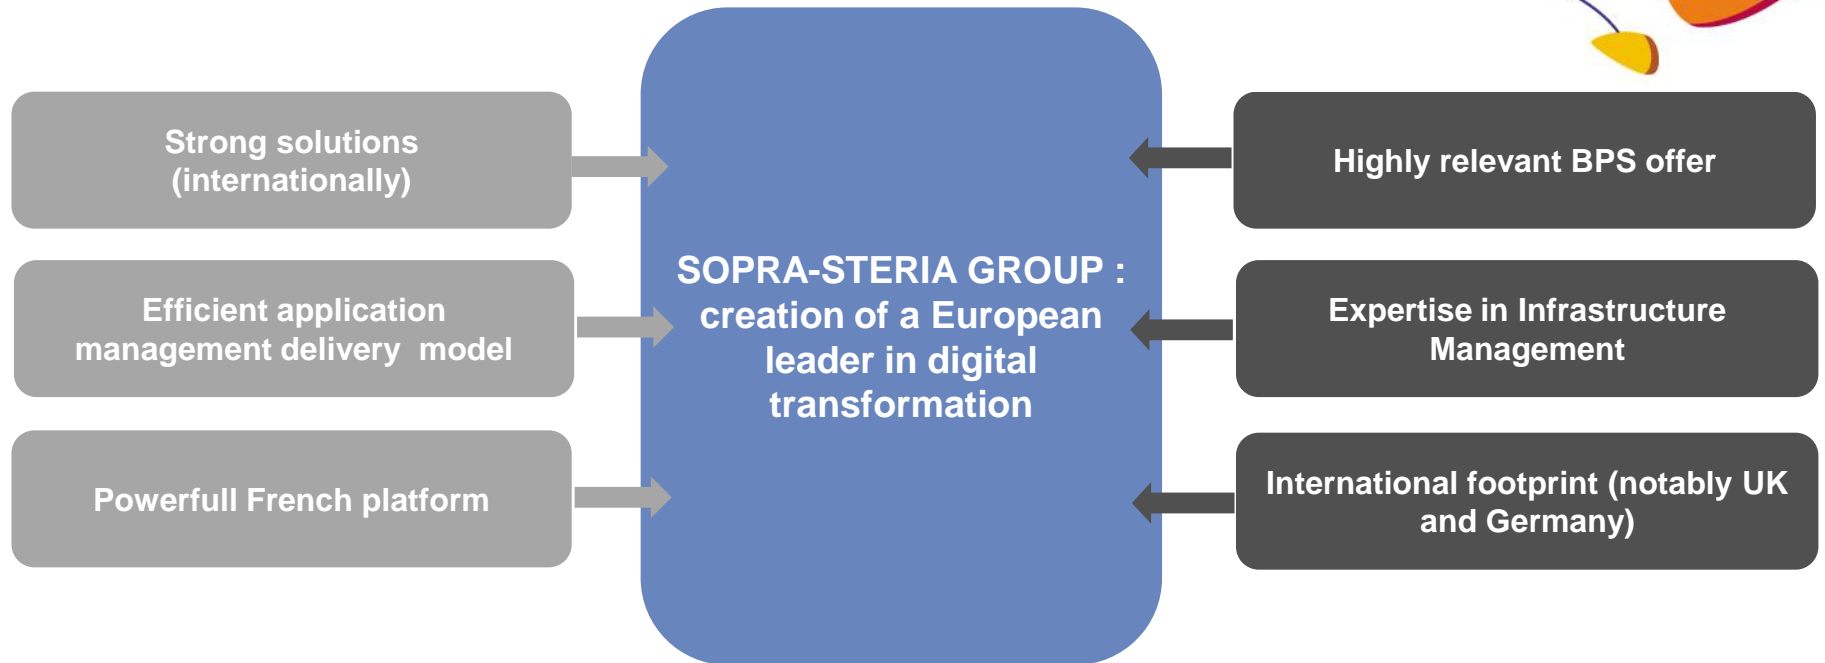 Strong solutions
(internationally)
Efficient application
management delivery  model
Powerfull French platform
SOPRA-STERIA GROUP :
creation of a European
leader in digital
transformation
Highly relevant BPS offer
Expertise in Infrastructure
Management
International footprint (notably UK
and Germany)